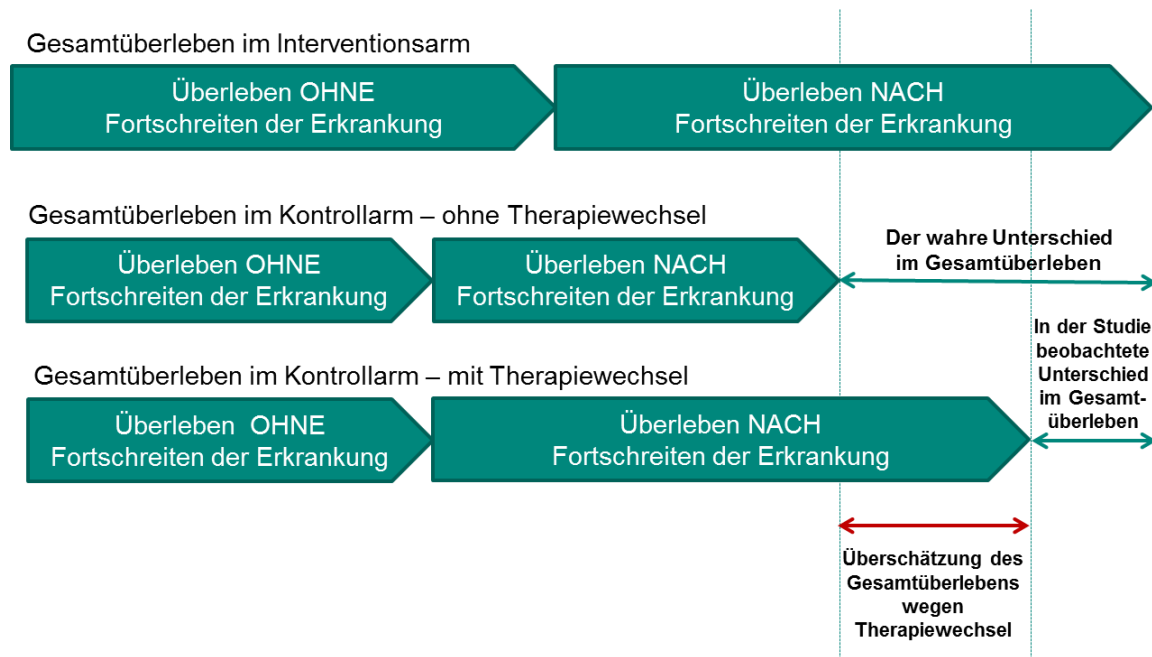 Gesamtüberleben im Interventionsarm
Überleben OHNE
Fortschreiten der Erkrankung
Überleben NACH
Fortschreiten der Erkrankung
Gesamtüberleben im Kontrollarm – ohne Therapiewechsel
Überleben OHNE
Fortschreiten der Erkrankung
Überleben NACH
Fortschreiten der Erkrankung
Der wahre Unterschied
im Gesamtüberleben
In der Studie
beobachtete
Unterschied
im Gesamt-
überleben
Gesamtüberleben im Kontrollarm – mit Therapiewechsel
Überleben OHNE
Fortschreiten der Erkrankung
Überleben NACH
Fortschreiten der Erkrankung
Überschätzung des
Gesamtüberlebens
wegen
Therapiewechsel